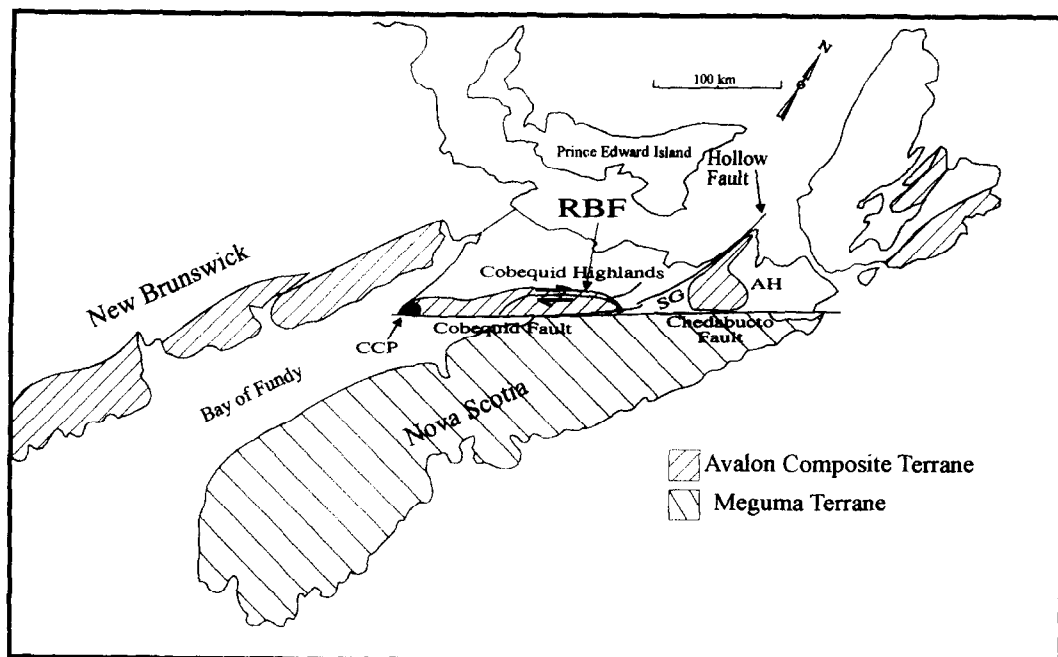 N
100 km
Prince Edward Island
Hollow
Fault
RBF
New Brunswick
Cobequid Highlands
SG
AH
Cobequid Fault
Chedabucto
Fault
CCP
Bay of Fundy
Nova Scotia
Avalon Composite Terrane
Meguma Terrane